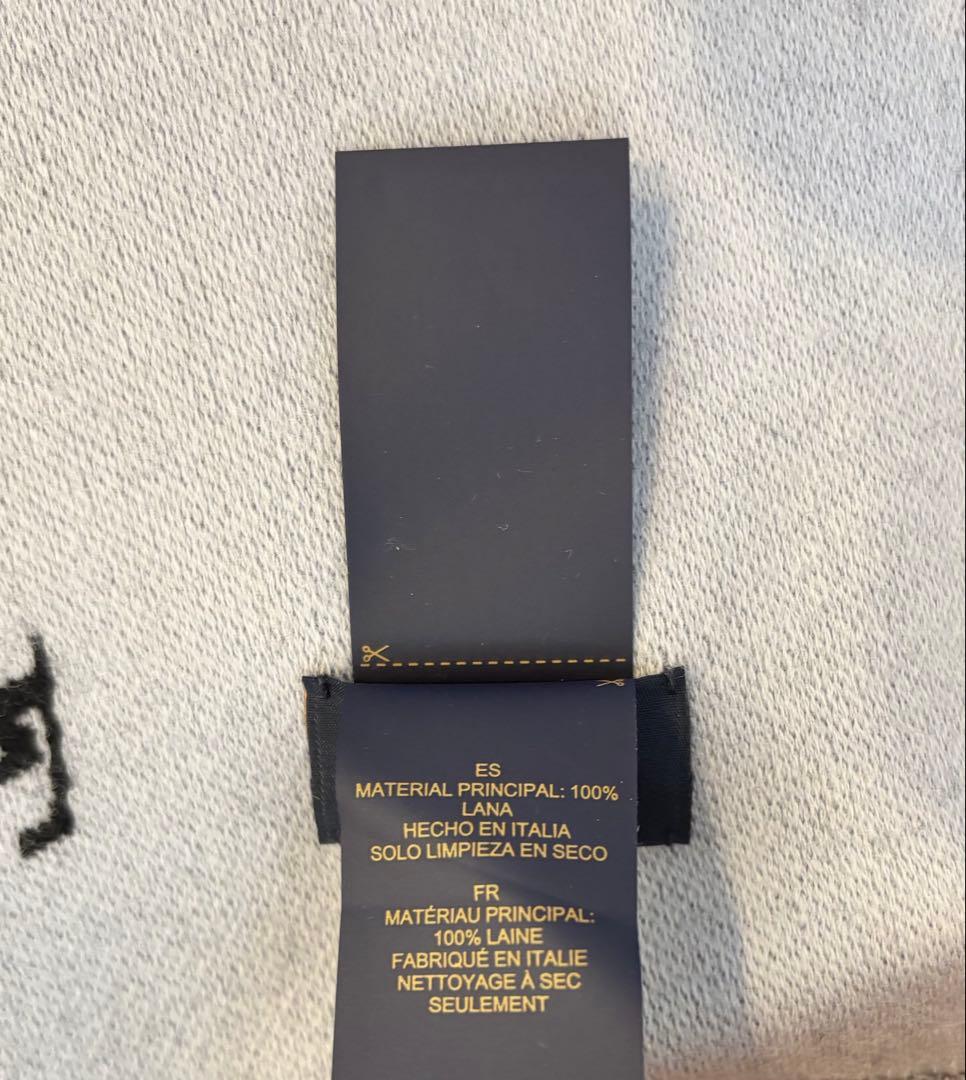 ES
MATERIAL PRINCIPAL: 100%
LANA
HECHO EN ITALIA
SOLO LIMPIEZA EN SECO
FR
MATÉRIAU PRINCIPAL:
100% LAINE
FABRIQUÉ EN ITALIE
NETTOYAGE À SEC
SEULEMENT